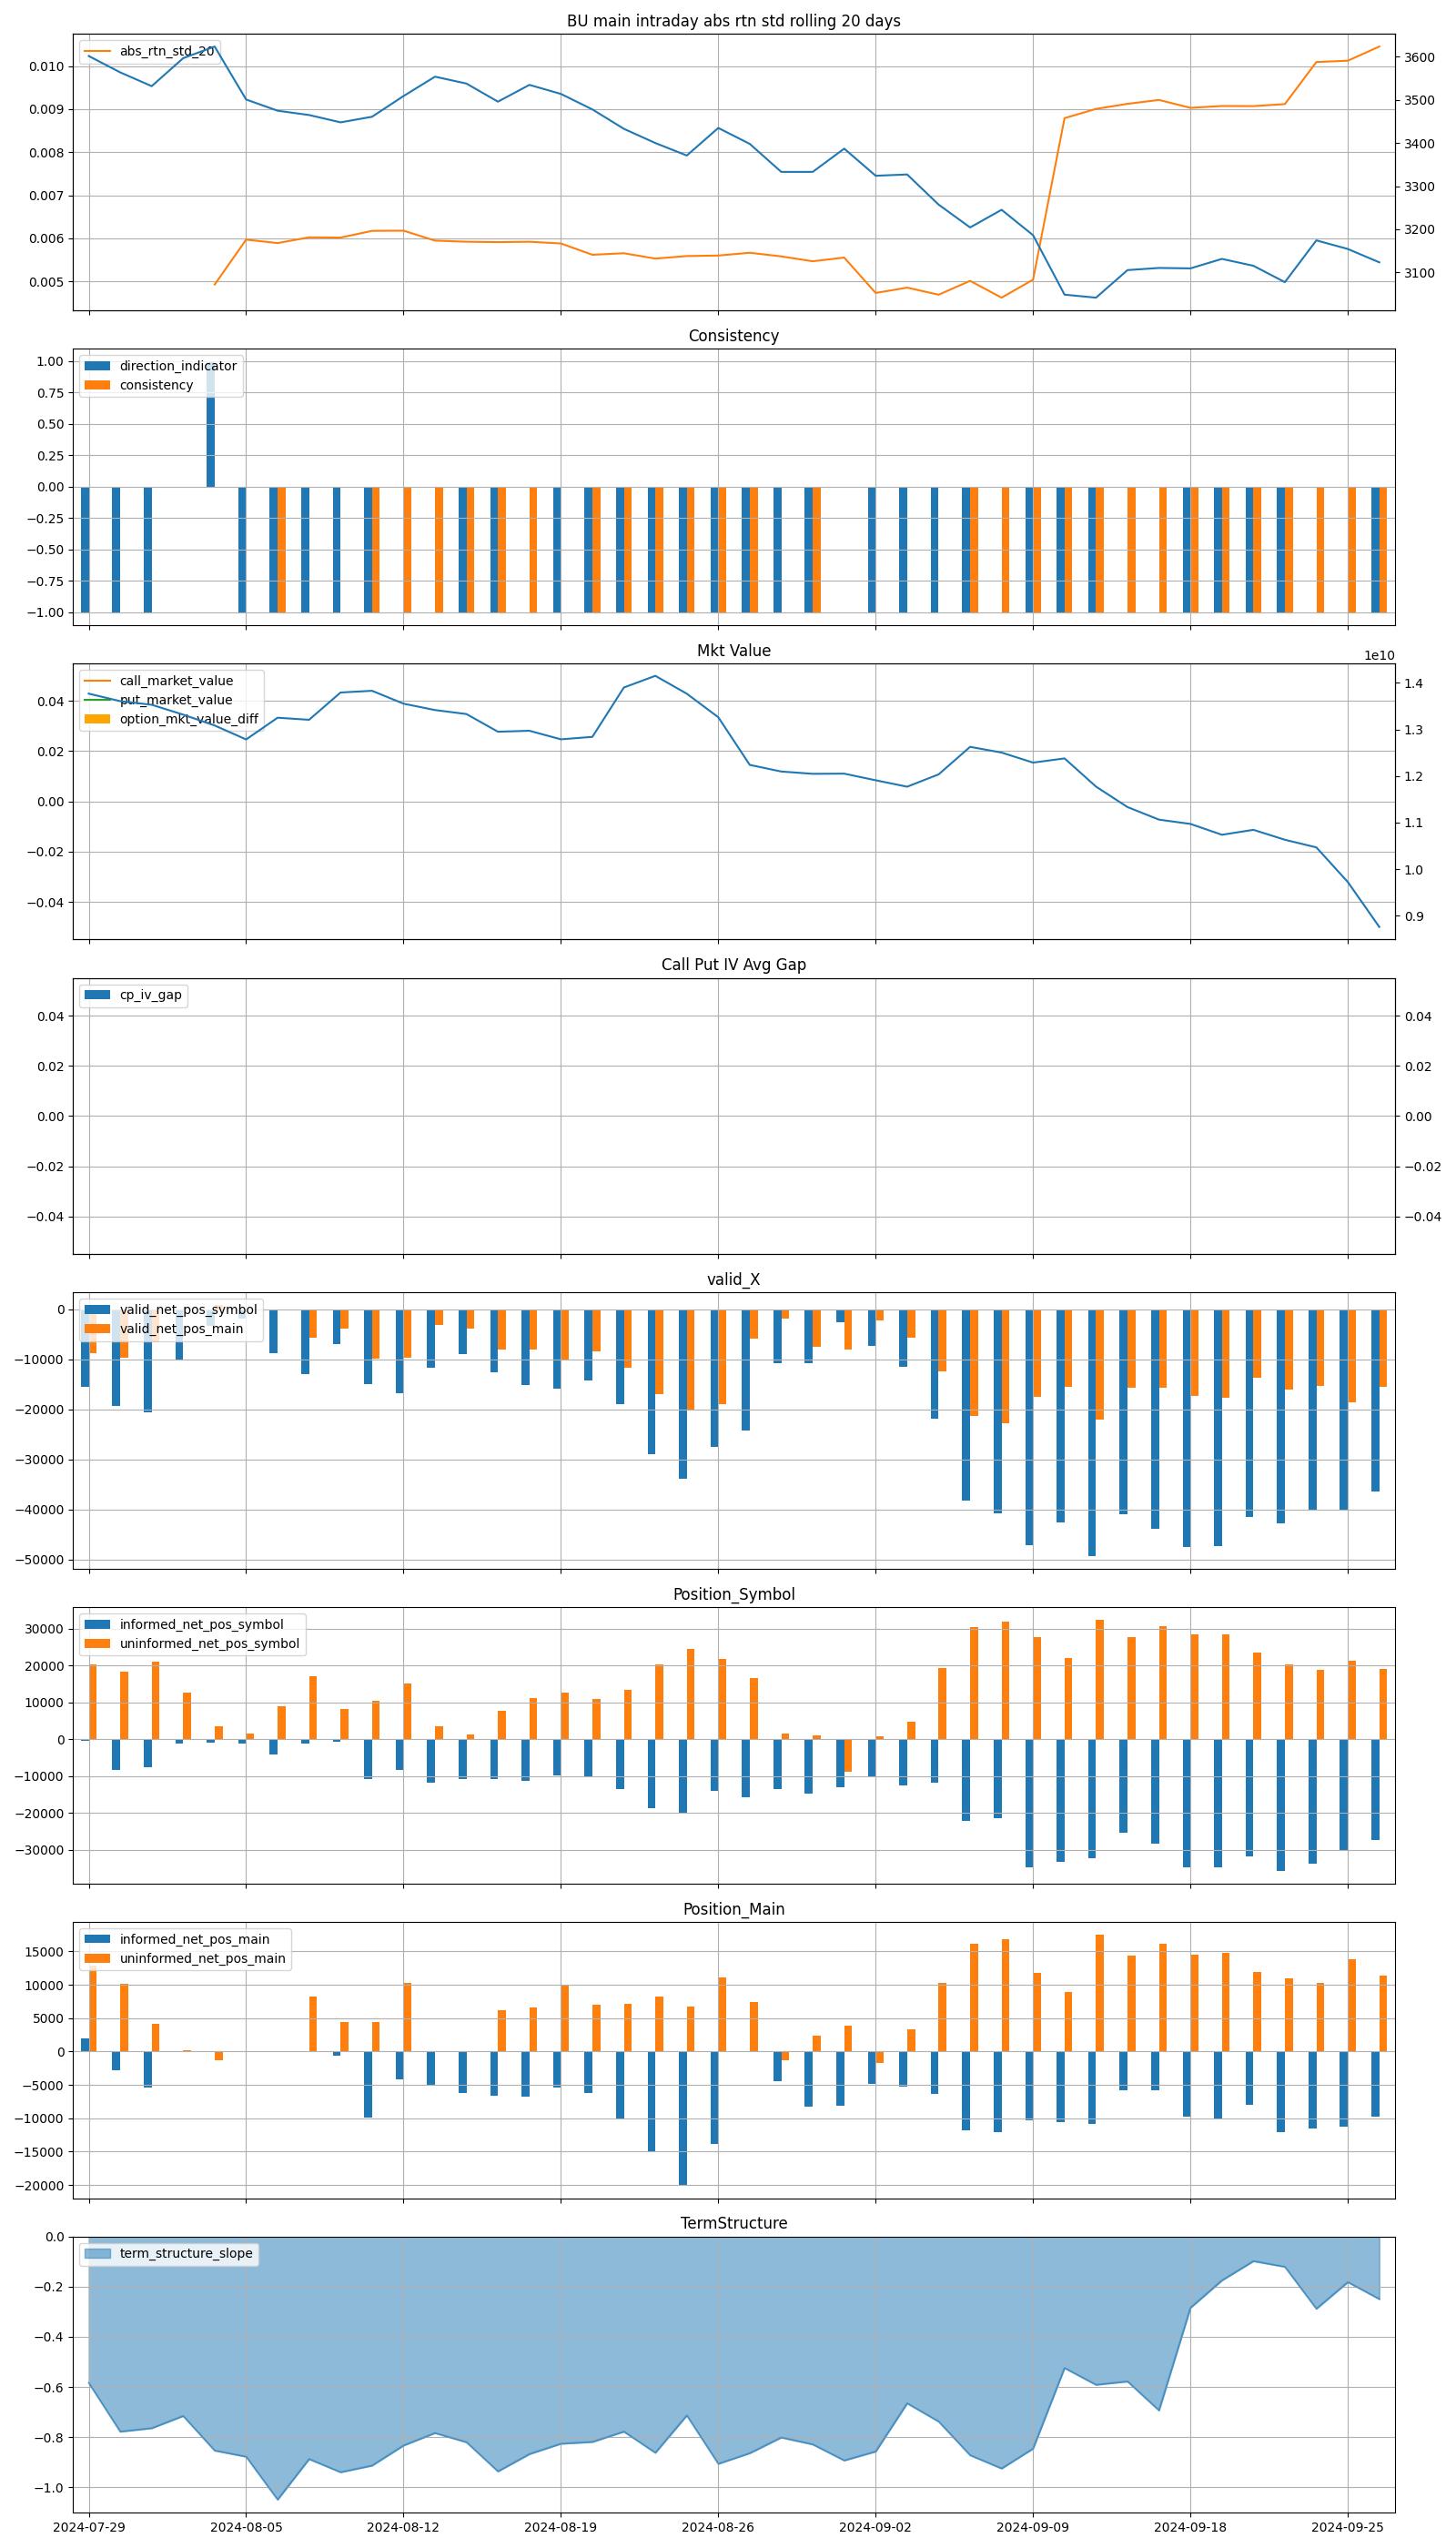 BU main intraday abs rtn std rolling 20 days
abs_rtn_std_20
0.010
0.009
0.008
0.007
0.006
0.005
3600
3500
3400
3300
3200
3100
Consistency
direction_indicator
consistency
1.00
0.75
0.50
0.25
0.00
−0.25
−0.50
−0.75
−1.00
Mkt Value
1e10
call_market_value
put_market_value
option_mkt_value_diff
0.04
0.02
0.00
−0.02
−0.04
1.4
1.3
1.2
1.1
1.0
0.9
Call Put IV Avg Gap
cp_iv_gap
0.04
0.02
0.00
−0.02
−0.04
0.04
0.02
0.00
−0.02
−0.04
valid_X
valid_net_pos_symbol
valid_net_pos_main
0
−10000
−20000
−30000
−40000
−50000
Position_Symbol
informed_net_pos_symbol
uninformed_net_pos_symbol
30000
20000
10000
0
−10000
−20000
−30000
Position_Main
informed_net_pos_main
uninformed_net_pos_main
15000
10000
5000
0
−5000
−10000
−15000
−20000
TermStructure
term_structure_slope
0.0
−0.2
−0.4
−0.6
−0.8
−1.0
2024-07-29 2024-08-05 2024-08-12 2024-08-19 2024-08-26 2024-09-02 2024-09-09 2024-09-18 2024-09-25